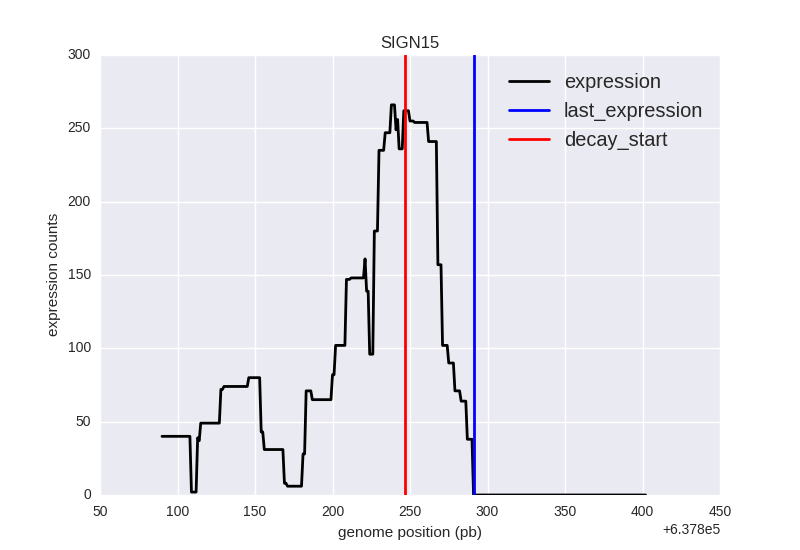 SIGN15
300
250
200
150
100
50
0
expression counts
expression
last_expression
decay_start
50 100 150 200 250 300 350 400 450
+6.378e5
genome position (pb)